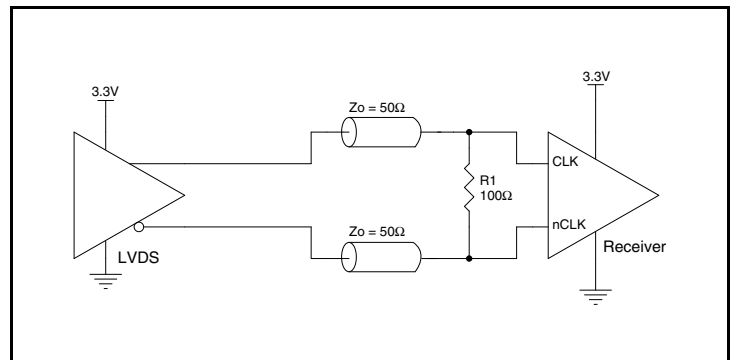 3.3V
3.3V
Zo = 50Ω
CLK
R1
100Ω
nCLK
Zo = 50Ω
Receiver
LVDS